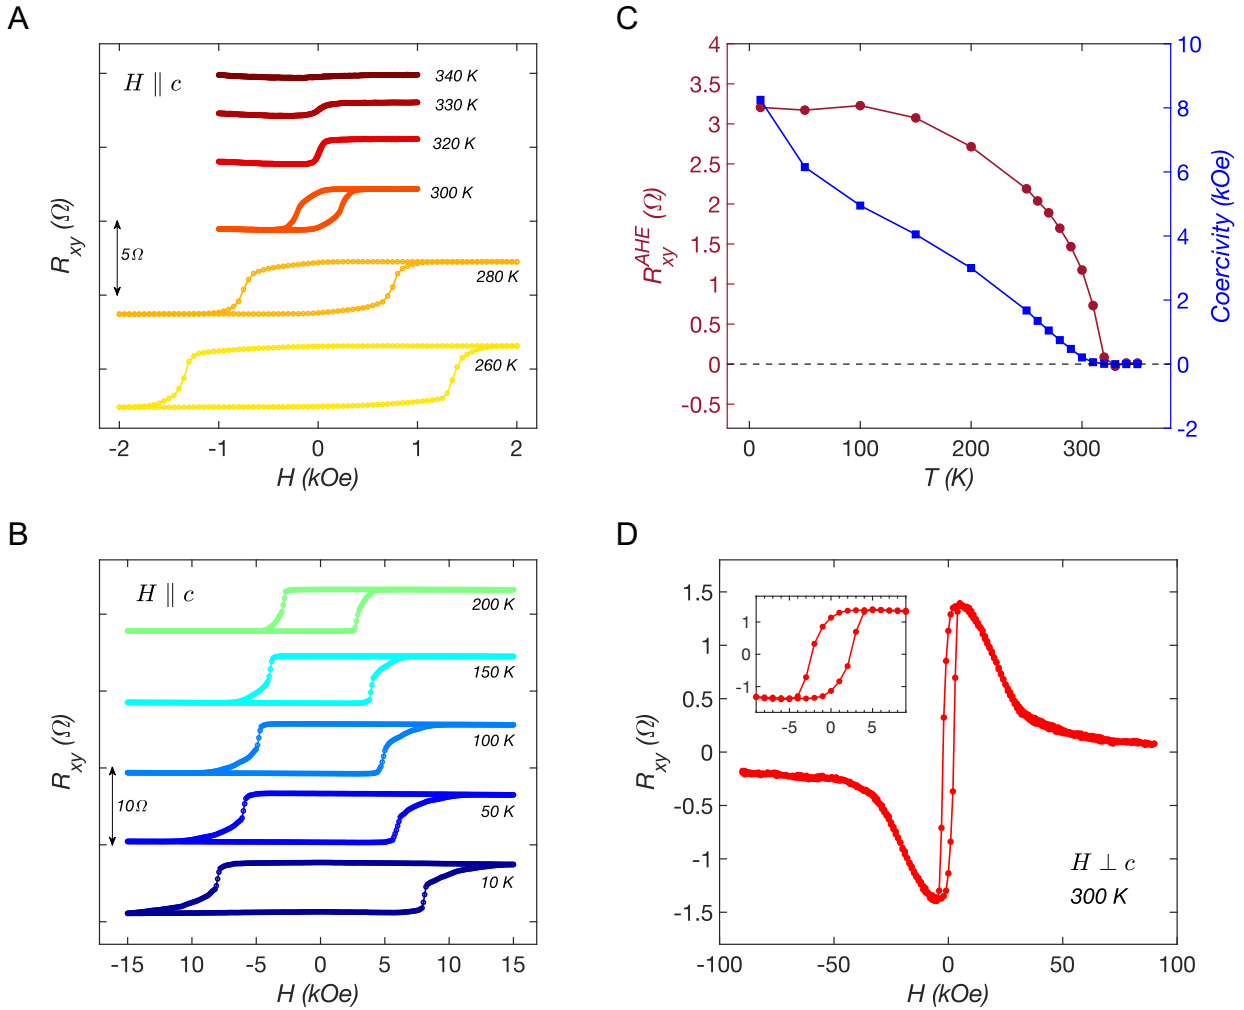 A
H ∥ c
340 K
330 K
320 K
300 K
280 K
260 K
5Ω
R_xy (Ω)
-2 -1 0 1 2
H (kOe)
C
4
3.5
3
2.5
2
1.5
1
0.5
0
-0.5
R_xy^AHE (Ω)
10
8
6
4
2
0
-2
Coercivity (kOe)
0 100 200 300
T (K)
B
H ∥ c
200 K
150 K
100 K
50 K
10 K
10Ω
R_xy (Ω)
-15 -10 -5 0 5 10 15
H (kOe)
D
1.5
1
0.5
0
-0.5
-1
-1.5
R_xy (Ω)
1
0
-1
-5 0 5
H ⊥ c
300 K
-100 -50 0 50 100
H (kOe)